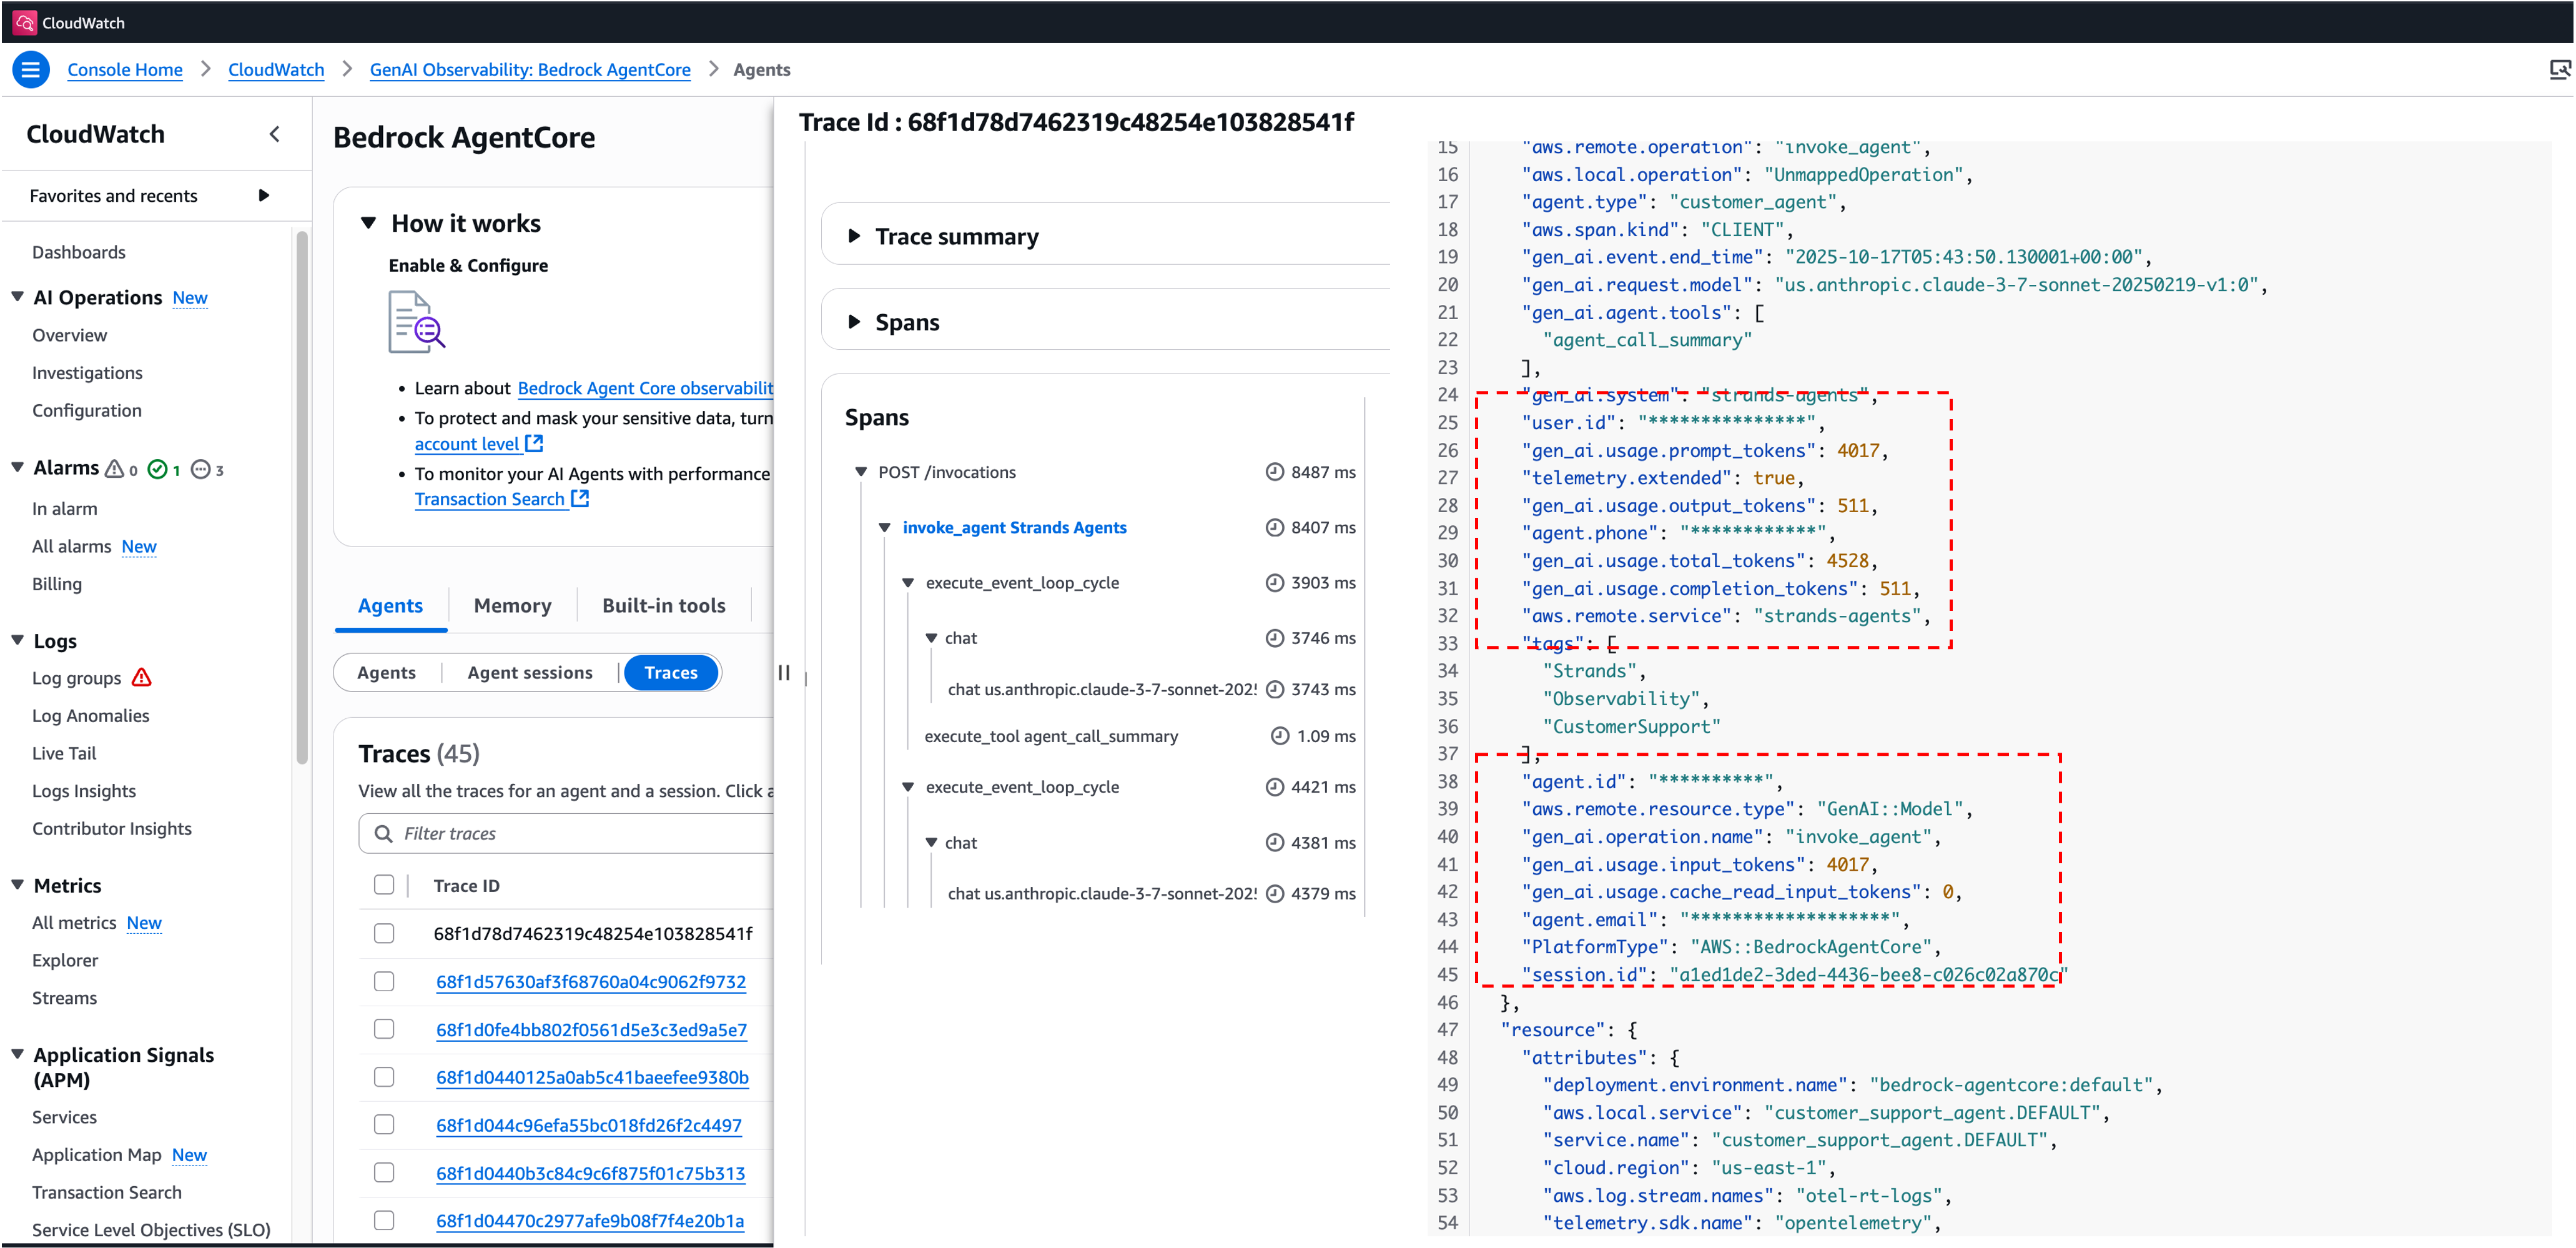 CloudWatch
Console Home > CloudWatch > GenAI Observability: Bedrock AgentCore > Agents
CloudWatch
Favorites and recents
Dashboards
AI Operations New
Overview
Investigations
Configuration
Alarms 0 1 3
In alarm
All alarms New
Billing
Logs
Log groups
Log Anomalies
Live Tail
Logs Insights
Contributor Insights
Metrics
All metrics New
Explorer
Streams
Application Signals
(APM)
Services
Application Map New
Transaction Search
Service Level Objectives (SLO)
Bedrock AgentCore
How it works
Enable & Configure
• Learn about Bedrock Agent Core observabilit
• To protect and mask your sensitive data, turn
account level
• To monitor your AI Agents with performance
Transaction Search
Agents Memory Built-in tools
Agents Agent sessions Traces
Traces (45)
View all the traces for an agent and a session. Click a
Filter traces
Trace ID
68f1d78d7462319c48254e103828541f
68f1d57630af3f68760a04c9062f9732
68f1d0fe4bb802f0561d5e3c3ed9a5e7
68f1d0440125a0ab5c41baeefee9380b
68f1d044c96efa55bc018fd26f2c4497
68f1d0440b3c84c9c6f875f01c75b313
68f1d04470c2977afe9b08f7f4e20b1a
Trace Id : 68f1d78d7462319c48254e103828541f
Trace summary
Spans
Spans
POST /invocations 8487 ms
invoke_agent Strands Agents 8407 ms
execute_event_loop_cycle 3903 ms
chat 3746 ms
chat us.anthropic.claude-3-7-sonnet-202 3743 ms
execute_tool agent_call_summary 1.09 ms
execute_event_loop_cycle 4421 ms
chat 4381 ms
chat us.anthropic.claude-3-7-sonnet-202 4379 ms
15 "aws.remote.operation": "invoke_agent",
16 "aws.local.operation": "UnmappedOperation",
17 "agent.type": "customer_agent",
18 "aws.span.kind": "CLIENT",
19 "gen_ai.event.end_time": "2025-10-17T05:43:50.130001+00:00",
20 "gen_ai.request.model": "us.anthropic.claude-3-7-sonnet-20250219-v1:0",
21 "gen_ai.agent.tools": [
22 "agent_call_summary"
23 ],
24 "gen_ai.system": "strands-agents",
25 "user.id": "***************",
26 "gen_ai.usage.prompt_tokens": 4017,
27 "telemetry.extended": true,
28 "gen_ai.usage.output_tokens": 511,
29 "agent.phone": "************",
30 "gen_ai.usage.total_tokens": 4528,
31 "gen_ai.usage.completion_tokens": 511,
32 "aws.remote.service": "strands-agents",
33 "tags": [
34 "Strands",
35 "Observability",
36 "CustomerSupport"
37 ],
38 "agent.id": "**********",
39 "aws.remote.resource.type": "GenAI::Model",
40 "gen_ai.operation.name": "invoke_agent",
41 "gen_ai.usage.input_tokens": 4017,
42 "gen_ai.usage.cache_read_input_tokens": 0,
43 "agent.email": "*******************",
44 "PlatformType": "AWS::BedrockAgentCore",
45 "session.id": "a1ed1de2-3ded-4436-bee8-c026c02a870c"
46 },
47 "resource": {
48 "attributes": {
49 "deployment.environment.name": "bedrock-agentcore:default",
50 "aws.local.service": "customer_support_agent.DEFAULT",
51 "service.name": "customer_support_agent.DEFAULT",
52 "cloud.region": "us-east-1",
53 "aws.log.stream.names": "otel-rt-logs",
54 "telemetry.sdk.name": "opentelemetry",